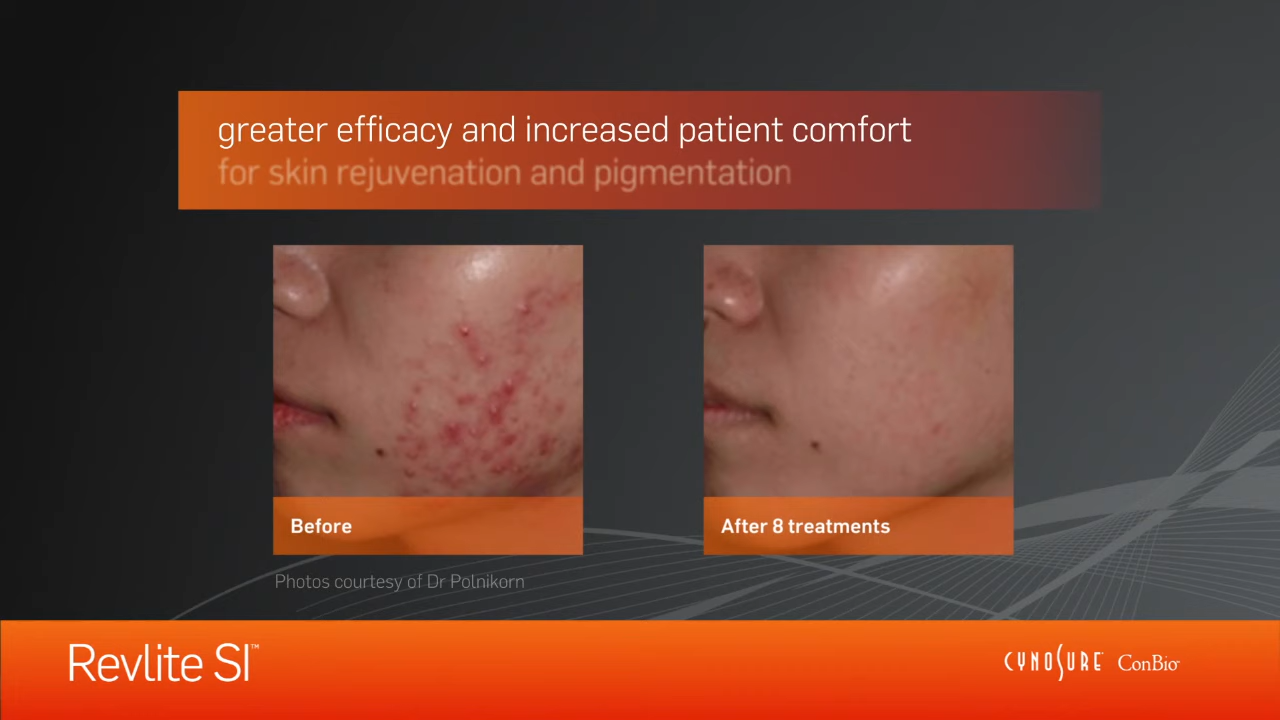 greater efficacy and increased patient comfort
for skin rejuvenation and pigmentation
Before
After 8 treatments
Photos courtesy of Dr Polnikorn
Revlite SI™
CYNOSURE ConBio